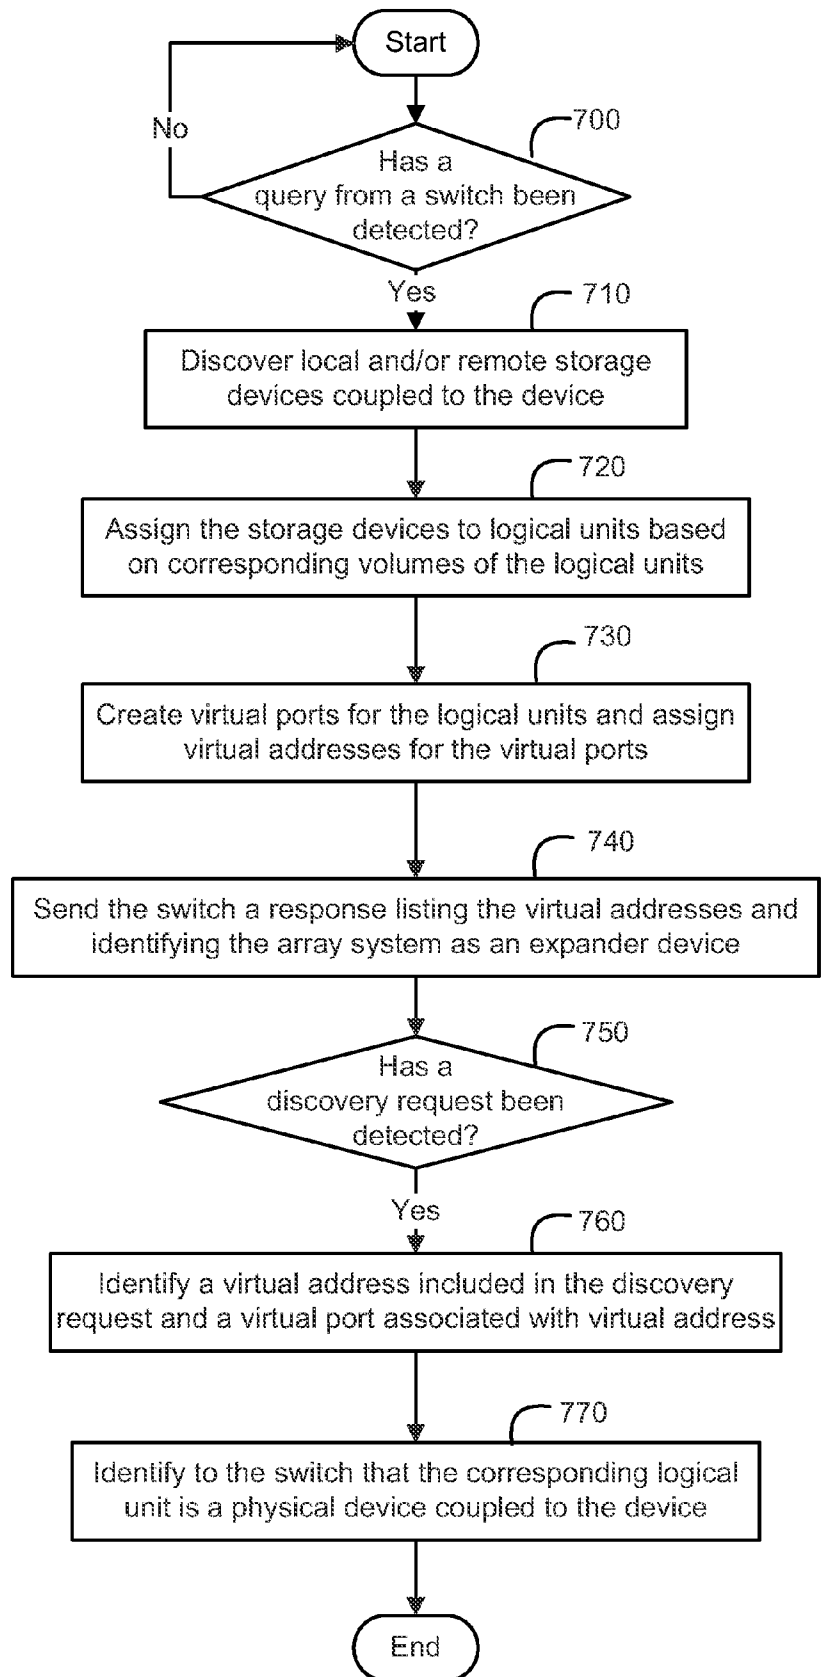 Start
No
700
Has a
query from a switch been
detected?
Yes
710
Discover local and/or remote storage
devices coupled to the device
720
Assign the storage devices to logical units based
on corresponding volumes of the logical units
730
Create virtual ports for the logical units and assign
virtual addresses for the virtual ports
740
Send the switch a response listing the virtual addresses and
identifying the array system as an expander device
750
Has a
discovery request been
detected?
Yes
760
Identify a virtual address included in the discovery
request and a virtual port associated with virtual address
770
Identify to the switch that the corresponding logical
unit is a physical device coupled to the device
End